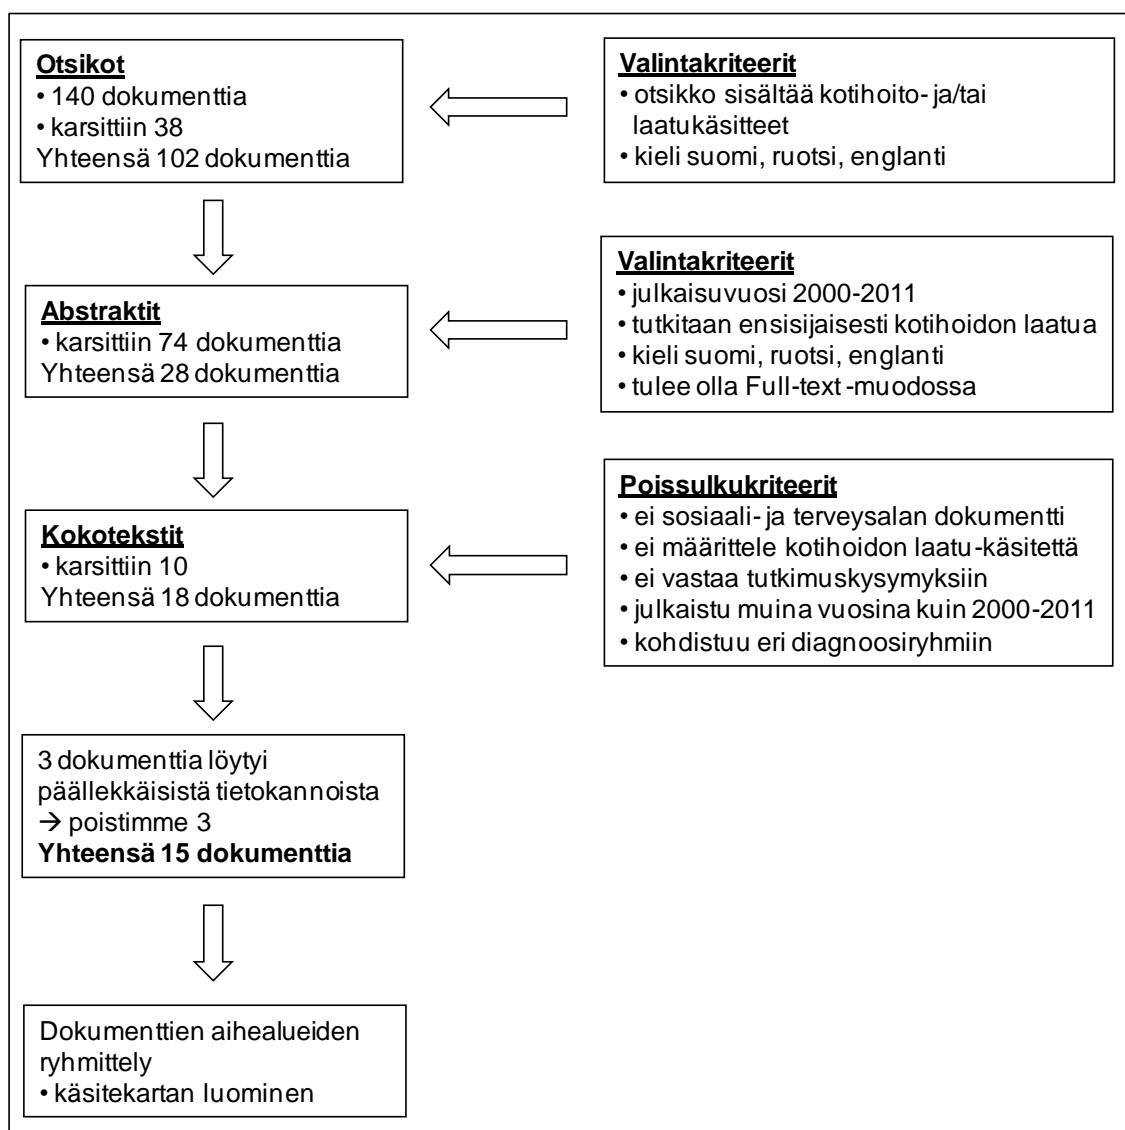 Otsikot
• 140 dokumenttia
• karsittiin 38
Yhteensä 102 dokumenttia
Valintakriteerit
• otsikko sisältää kotihoito- ja/tai
laatukäsitteet
• kieli suomi, ruotsi, englanti
Abstraktit
• karsittiin 74 dokumenttia
Yhteensä 28 dokumenttia
Valintakriteerit
• julkaisuvuosi 2000-2011
• tutkitaan ensisijaisesti kotihoidon laatua
• kieli suomi, ruotsi, englanti
• tulee olla Full-text -muodossa
Kokotekstit
• karsittiin 10
Yhteensä 18 dokumenttia
Poissulkukriteerit
• ei sosiaali- ja terveysalan dokumentti
• ei määrittele kotihoidon laatu-käsitettä
• ei vastaa tutkimuskysymyksiin
• julkaistu muina vuosina kuin 2000-2011
• kohdistuu eri diagnoosiryhmiin
3 dokumenttia löytyi
päällekkäisistä tietokannoista
→ poistimme 3
Yhteensä 15 dokumenttia
Dokumenttien aihealueiden
ryhmittely
• käsitekartan luominen